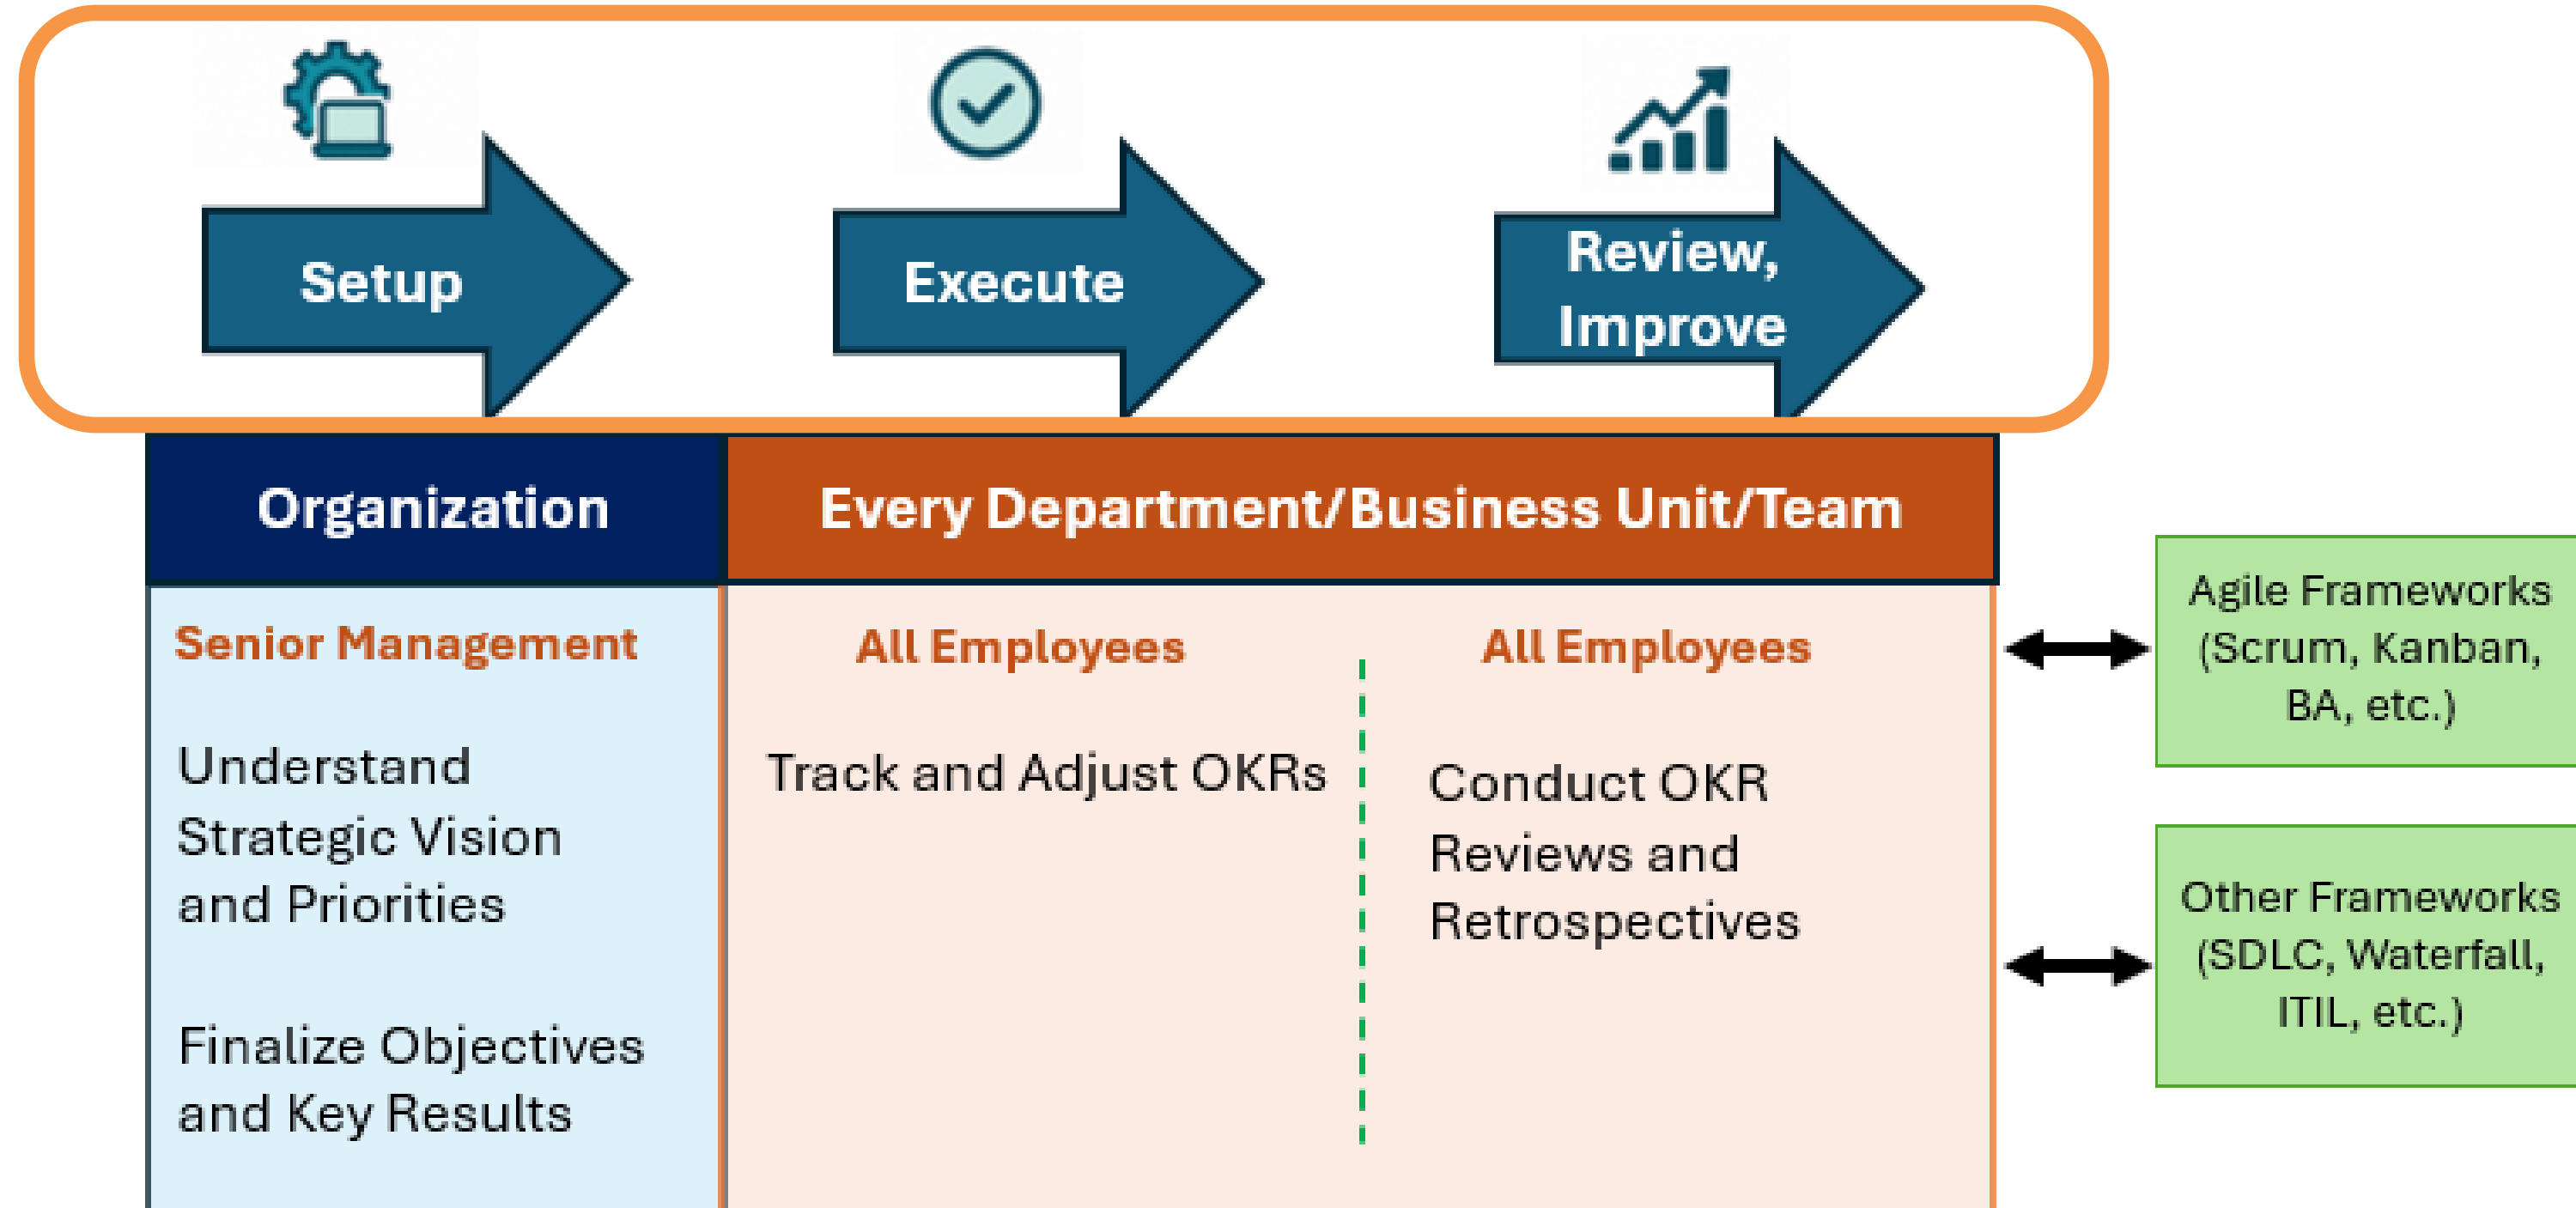 Setup
Execute
Review,
Improve
Organization
Every Department/Business Unit/Team
Senior Management
Understand
Strategic Vision
and Priorities
Finalize Objectives
and Key Results
All Employees
Track and Adjust OKRs
All Employees
Conduct OKR
Reviews and
Retrospectives
Agile Frameworks
(Scrum, Kanban,
BA, etc.)
Other Frameworks
(SDLC, Waterfall,
ITIL, etc.)